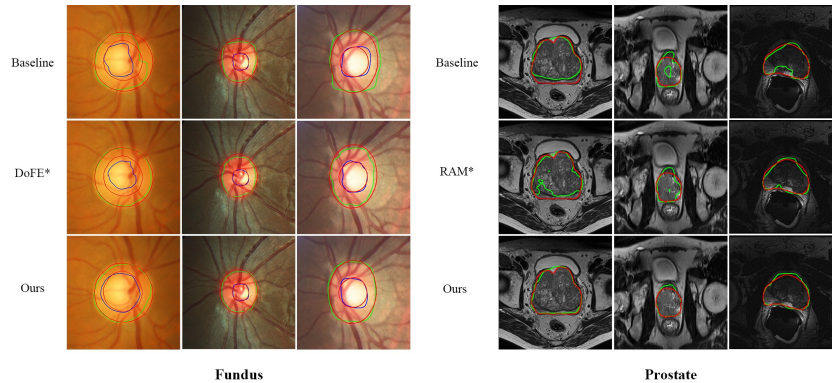 Baseline
DoFE*
Ours
Fundus
Baseline
RAM*
Ours
Prostate